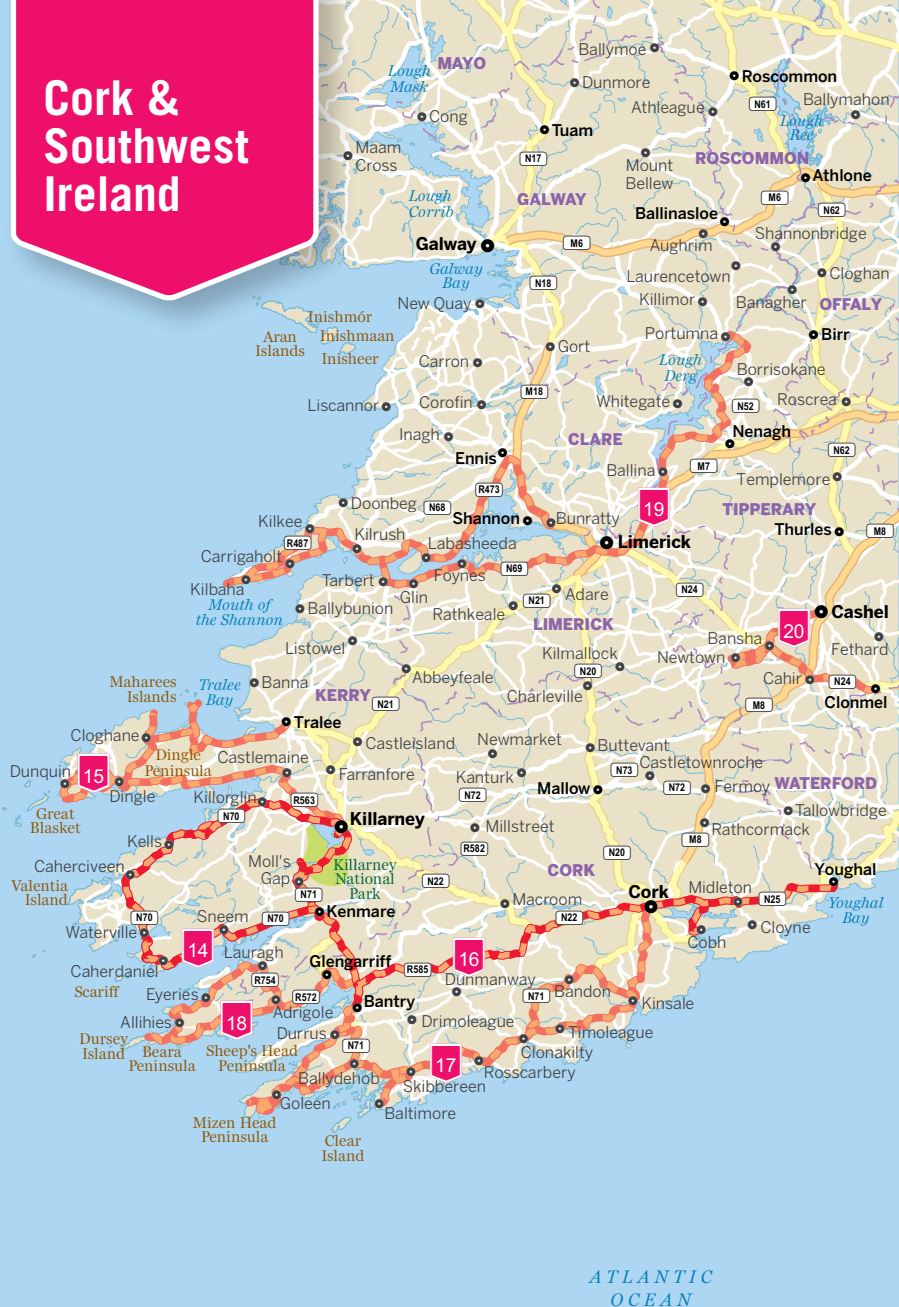 Cork &
Southwest
Ireland
MAYO
Ballymoe
Roscommon
Lough
Mask
Dunmore
N61
Ballymahon
Athleague
Cong
Lough
Ree
Tuam
Maam
Cross
N17
Mount
Bellew
ROSCOMMON
Athlone
Lough
Corrib
GALWAY
M6
N62
Ballinasloe
Galway
M6
Aughrim
Shannonbridge
Galway
Bay
Laurencetown
Cloghan
N18
New Quay
Killimor
Banagher
OFFALY
Inishmór
Aran
Islands
Inishmaan
Inisheer
Portumna
Birr
Gort
Carron
Lough
Derg
Borrisokane
M18
Liscannor
Corofin
Whitegate
N52
Roscrea
Inagh
Nenagh
CLARE
Ennis
N62
Ballina
M7
R473
Templemore
Doonbeg
N68
19
TIPPERARY
Kilkee
Shannon
Bunratty
Thurles
M8
R487
Kilrush
Labasheeda
Limerick
Carrigaholt
Foynes
N69
Kilbaha
Tarbert
Glin
N24
Mouth of
the Shannon
Ballybunion
Rathkeale
N21
Adare
Cashel
LIMERICK
20
Bansha
Fethard
Listowel
Kilmallock
Newtown
N20
Cahir
N24
Abbeyfeale
Maharees
Islands
Tralee
Bay
Banna
KERRY
Charleville
Clonmel
N21
M8
Tralee
Cloghane
Castleisland
Newmarket
Buttevant
Dingle
Peninsula
Castlemaine
Castletownroche
Dunquin
15
Farranfore
Kanturk
N73
WATERFORD
Dingle
N72
Mallow
N72
Fermoy
Killorglin
R563
Great
Blasket
N70
Killarney
Millstreet
Tallowbridge
Rathcormack
Kells
R582
M8
Moll's
Gap
Killarney
National
Park
N20
Caherciveen
CORK
Youghal
Valentia
Island
N71
N22
Cork
Midleton
Macroom
N25
Youghal
Bay
N70
Sneem
N70
Kenmare
N22
Waterville
14
Cloyne
Cobh
Lauragh
Glengarriff
16
Caherdaniel
R585
Scariff
R754
Dunmanway
Eyeries
R572
Bandon
N71
Bantry
Kinsale
Adrigole
Allihies
18
Drimoleague
Durrus
Timoleague
Dursey
Island
Beara
Peninsula
Sheep's Head
Peninsula
N71
Clonakilty
17
Ballydehob
Rosscarbery
Skibbereen
Goleen
Baltimore
Mizen Head
Peninsula
Clear
Island
ATLANTIC
OCEAN